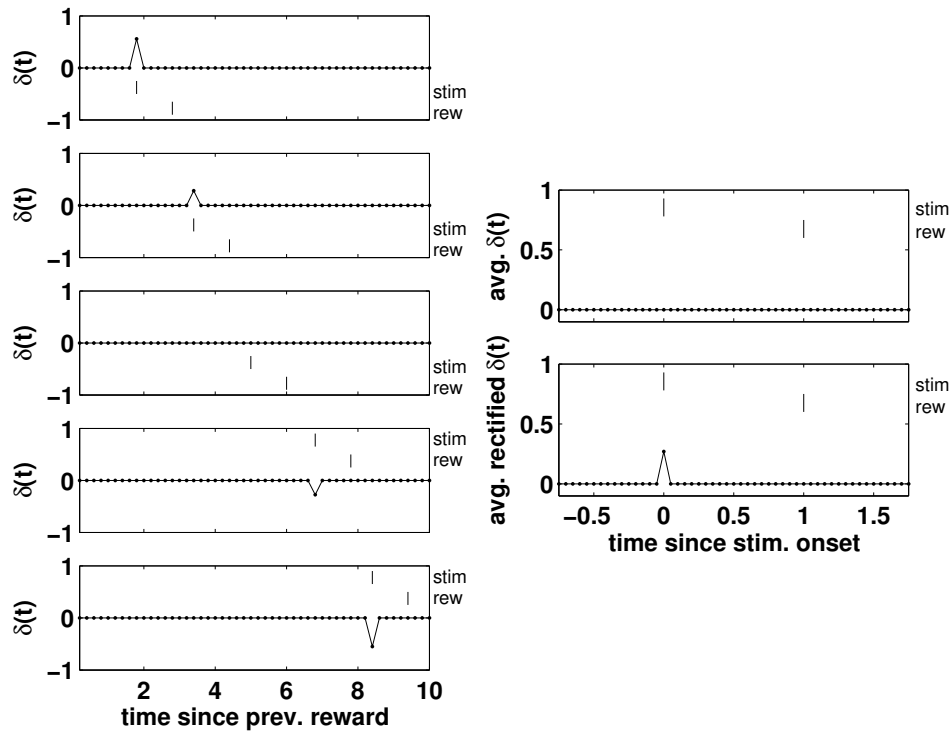 1
0
−1
δ(t)
stim
rew
1
0
−1
δ(t)
stim
rew
1
0
−1
δ(t)
stim
rew
1
0
−1
δ(t)
stim
rew
1
0
−1
δ(t)
stim
rew
2 4 6 8 10
time since prev. reward
1
0.5
0
avg. δ(t)
stim
rew
1
0.5
0
avg. rectified δ(t)
stim
rew
−0.5 0 0.5 1 1.5
time since stim. onset